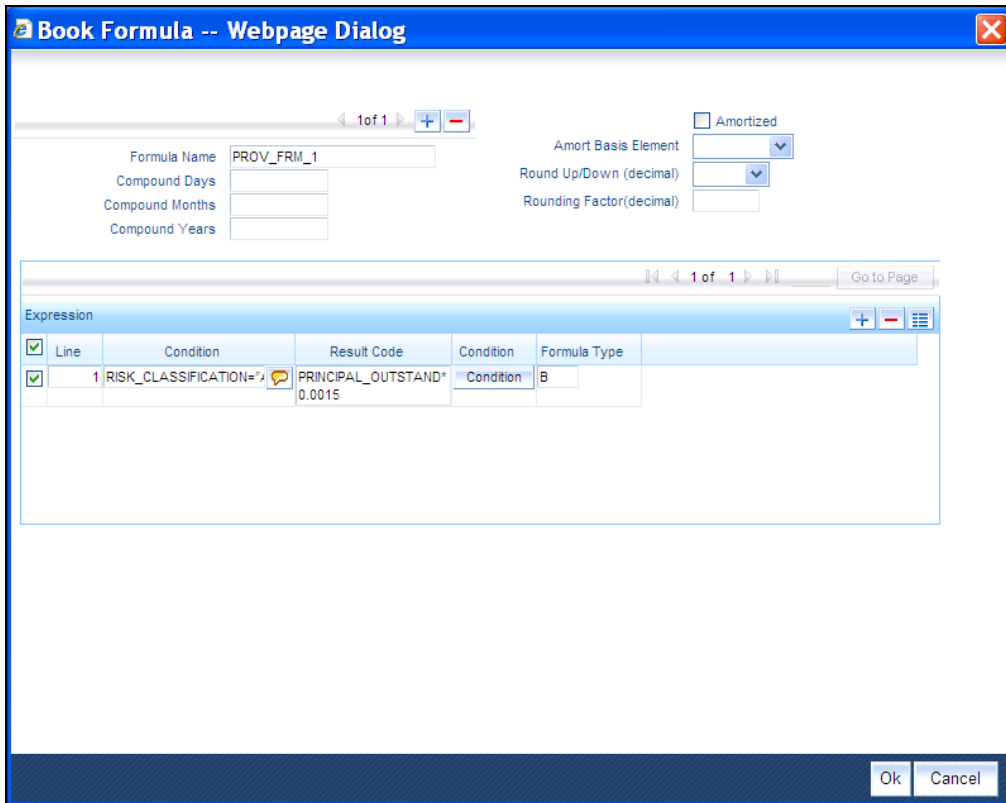 Book Formula -- Webpage Dialog
1of 1
Formula Name PROV_FRM_1
Compound Days
Compound Months
Compound Years
Amortized
Amort Basis Element
Round Up/Down (decimal)
Rounding Factor(decimal)
1 of 1 Go to Page
Expression
Line Condition Result Code Condition Formula Type
1 RISK_CLASSIFICATION="A PRINCIPAL_OUTSTAND* Condition B
0.0015
Ok Cancel